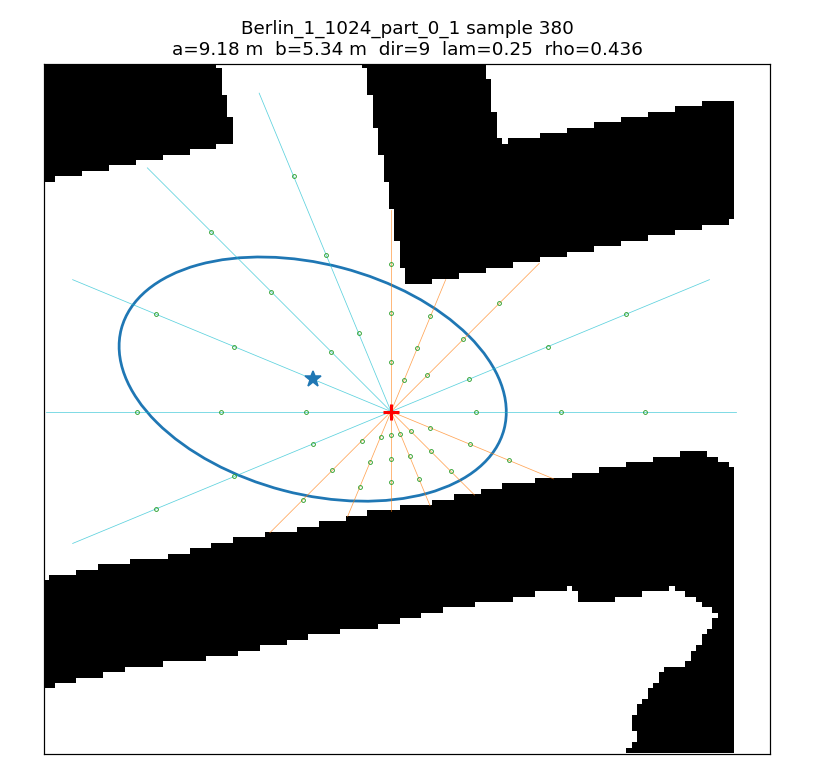 Berlin_1_1024_part_0_1 sample 380
a=9.18 m  b=5.34 m  dir=9  lam=0.25  rho=0.436